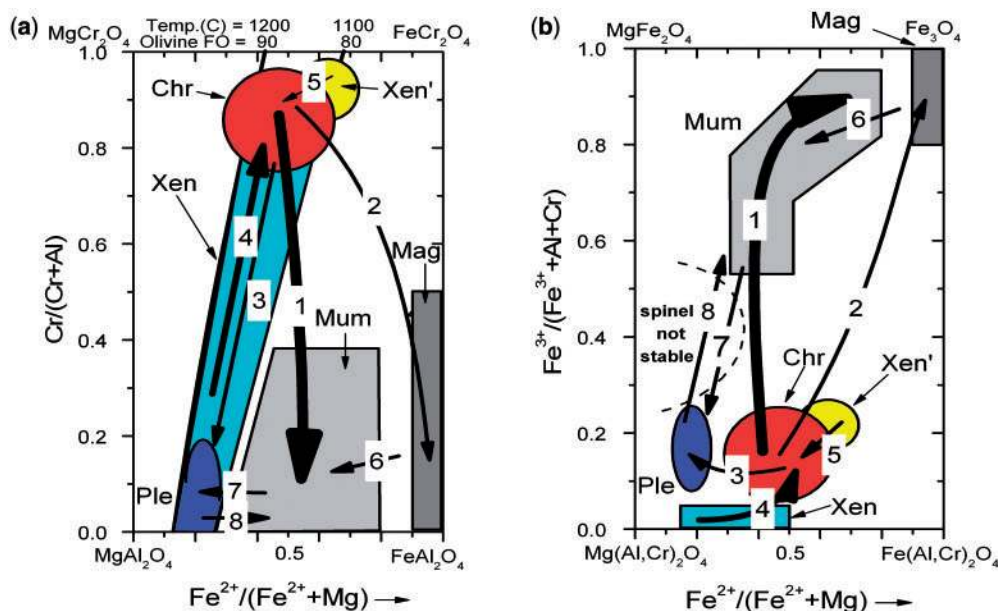 (a)
Temp.(C) = 1200 1100
MgCr₂O₄ Olivine FO = 90 80 FeCr₂O₄
1.0
0.8
0.6
0.4
0.2
0.0
Cr/(Cr+Al)
Chr
5
Xen'
Xen
4
3
2
1
Mag
Mum
6
Ple
7
8
MgAl₂O₄ 0.5 FeAl₂O₄
Fe²⁺/(Fe²⁺+Mg)
(b)
Mag
MgFe₂O₄ Fe₃O₄
1.0
0.8
0.6
0.4
0.2
0.0
Fe³⁺/(Fe³⁺+Al+Cr)
Mum
6
1
spinel
not
stable
8
7
2
Chr
Xen'
5
3
Ple
4
Xen
Mg(Al,Cr)₂O₄ 0.5 Fe(Al,Cr)₂O₄
Fe²⁺/(Fe²⁺+Mg)